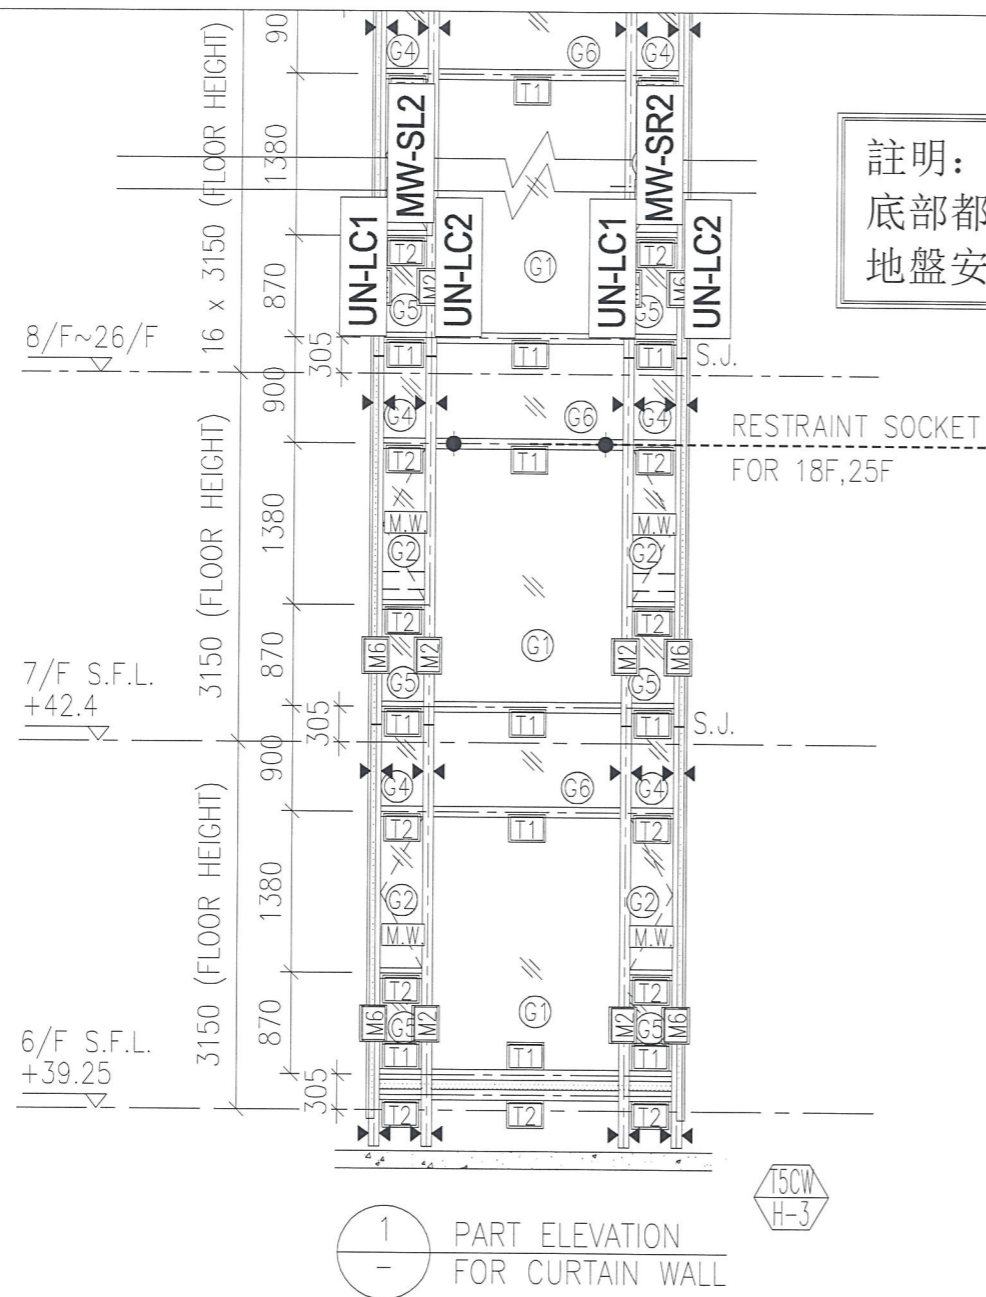 90
G4
G6
G4
T1
16 x 3150 (FLOOR HEIGHT)
1380
MW-SL2
MW-SR2
註明：
底部都
地盤安
UN-LC1
UN-LC2
UN-LC1
UN-LC2
T2
T2
870
M2
M6
G1
G5
G5
8/F~26/F
305
T1
T1
T1
S.J.
900
G4
G6
G4
RESTRAINT SOCKET
FOR 18F,25F
T2
T1
T2
3150 (FLOOR HEIGHT)
1380
M.W.
M.W.
G2
G2
T2
T2
870
M6
M2
G1
M2
M6
G5
G5
7/F S.F.L.
+42.4
305
T1
T1
T1
S.J.
900
G4
G6
G4
T2
T1
T2
3150 (FLOOR HEIGHT)
1380
G2
G2
M.W.
M.W.
T2
T2
870
M6
M2
G1
M2
M6
G5
G5
6/F S.F.L.
+39.25
T1
T1
T1
305
T2
T2
T2
T5CW
H-3
1
–
PART ELEVATION
FOR CURTAIN WALL